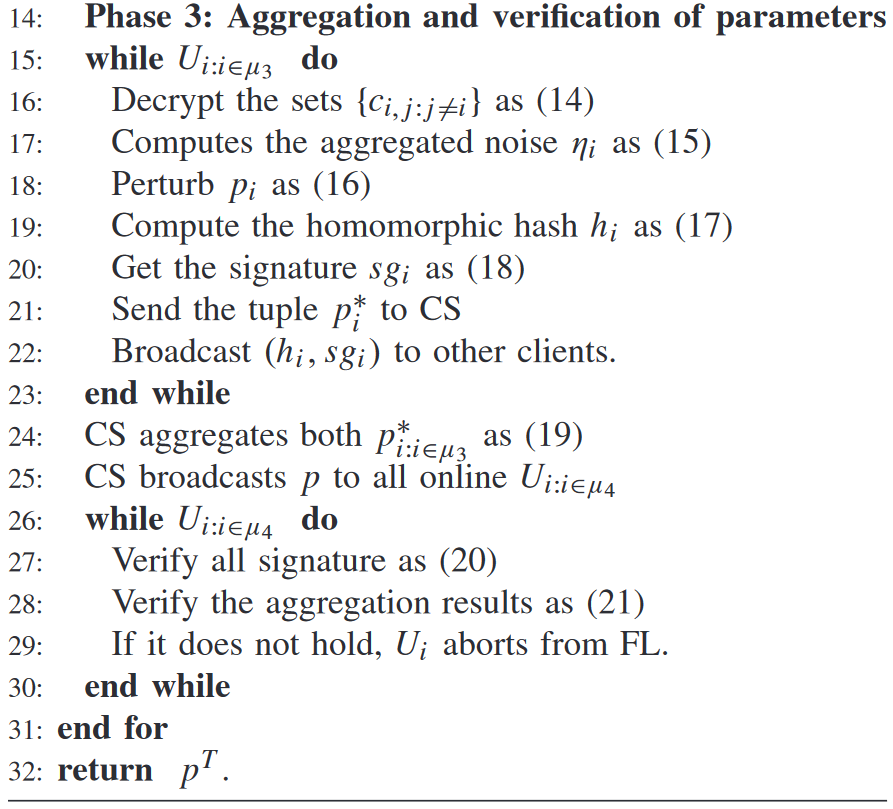 14: Phase 3: Aggregation and verification of parameters
15: while $U_{i:i\in\mu_3}$ do
16: Decrypt the sets $\{c_{i,j:j\neq i}\}$ as (14)
17: Computes the aggregated noise $\eta_i$ as (15)
18: Perturb $p_i$ as (16)
19: Compute the homomorphic hash $h_i$ as (17)
20: Get the signature $sg_i$ as (18)
21: Send the tuple $p_i^*$ to CS
22: Broadcast $(h_i, sg_i)$ to other clients.
23: end while
24: CS aggregates both $p^*_{i:i\in\mu_3}$ as (19)
25: CS broadcasts $p$ to all online $U_{i:i\in\mu_4}$
26: while $U_{i:i\in\mu_4}$ do
27: Verify all signature as (20)
28: Verify the aggregation results as (21)
29: If it does not hold, $U_i$ aborts from FL.
30: end while
31: end for
32: return $p^T$.